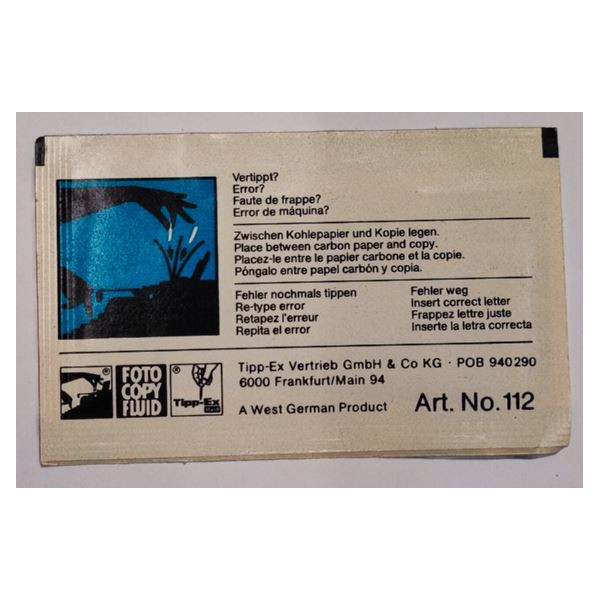 Vertippt?
Error?
Faute de frappe?
Error de máquina?
Zwischen Kohlepapier und Kopie legen.
Place between carbon paper and copy.
Placez-le entre le papier carbone et la copie.
Póngalo entre papel carbón y copia.
Fehler nochmals tippen
Re-type error
Retapez l'erreur
Repita el error
Fehler weg
Insert correct letter
Frappez lettre juste
Inserte la letra correcta
®
FOTO
COPY
FLUID
®
Tipp-Ex
Tipp-Ex Vertrieb GmbH & Co KG · POB 940290
6000 Frankfurt/Main 94
A West German Product
Art. No. 112